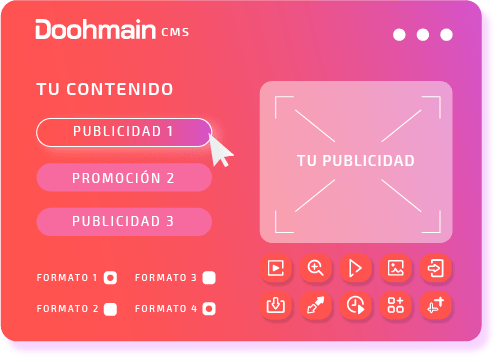 Doohmain CMS
TU CONTENIDO
PUBLICIDAD 1
PROMOCIÓN 2
PUBLICIDAD 3
TU PUBLICIDAD
FORMATO 1
FORMATO 3
FORMATO 2
FORMATO 4